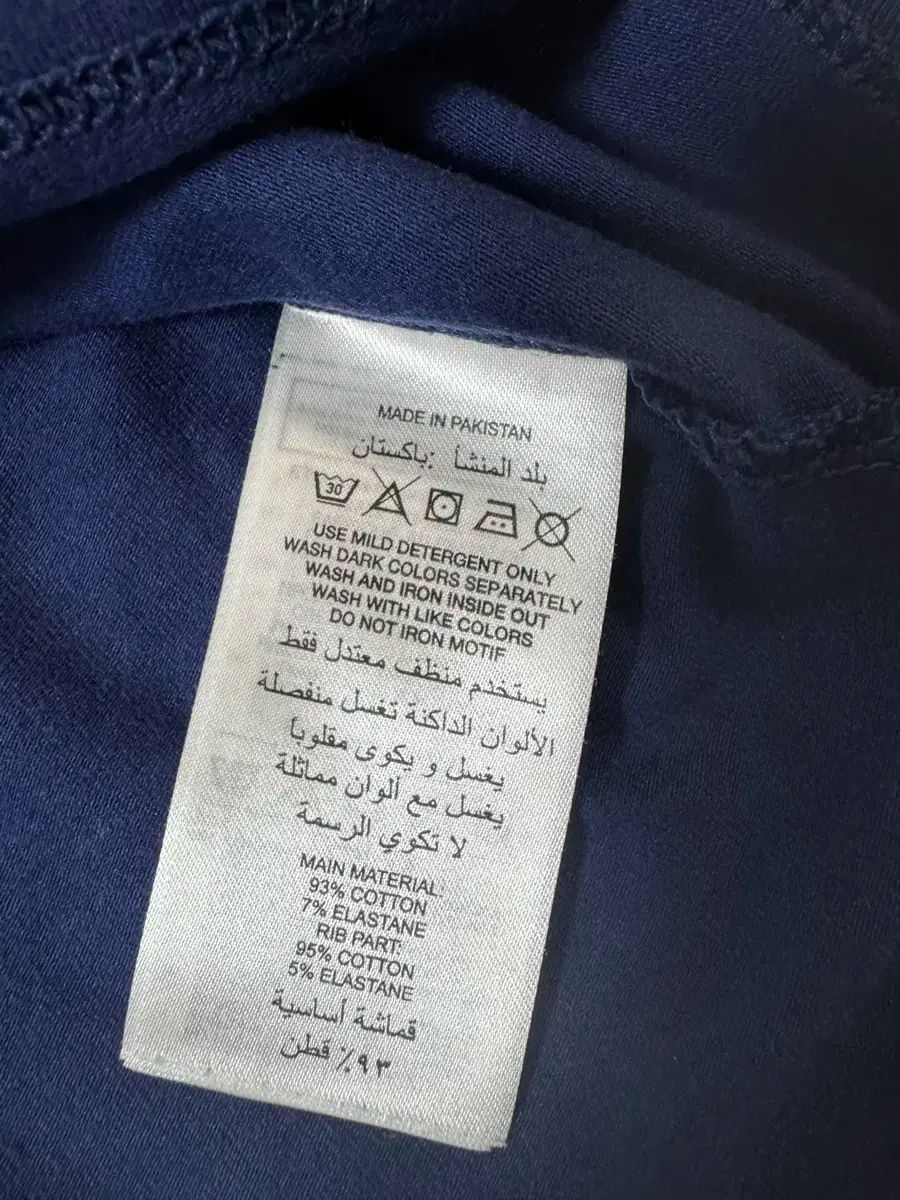 MADE IN PAKISTAN
بلد المنشأ :باكستان
30
USE MILD DETERGENT ONLY
WASH DARK COLORS SEPARATELY
WASH AND IRON INSIDE OUT
WASH WITH LIKE COLORS
DO NOT IRON MOTIF
يستخدم منظف معتدل فقط
الألوان الداكنة تغسل منفصلة
يغسل و يكوى مقلوبا
يغسل مع ألوان مماثلة
لا تكوي الرسمة
MAIN MATERIAL:
93% COTTON
7% ELASTANE
RIB PART:
95% COTTON
5% ELASTANE
قماشة أساسية
٩٣٪ قطن